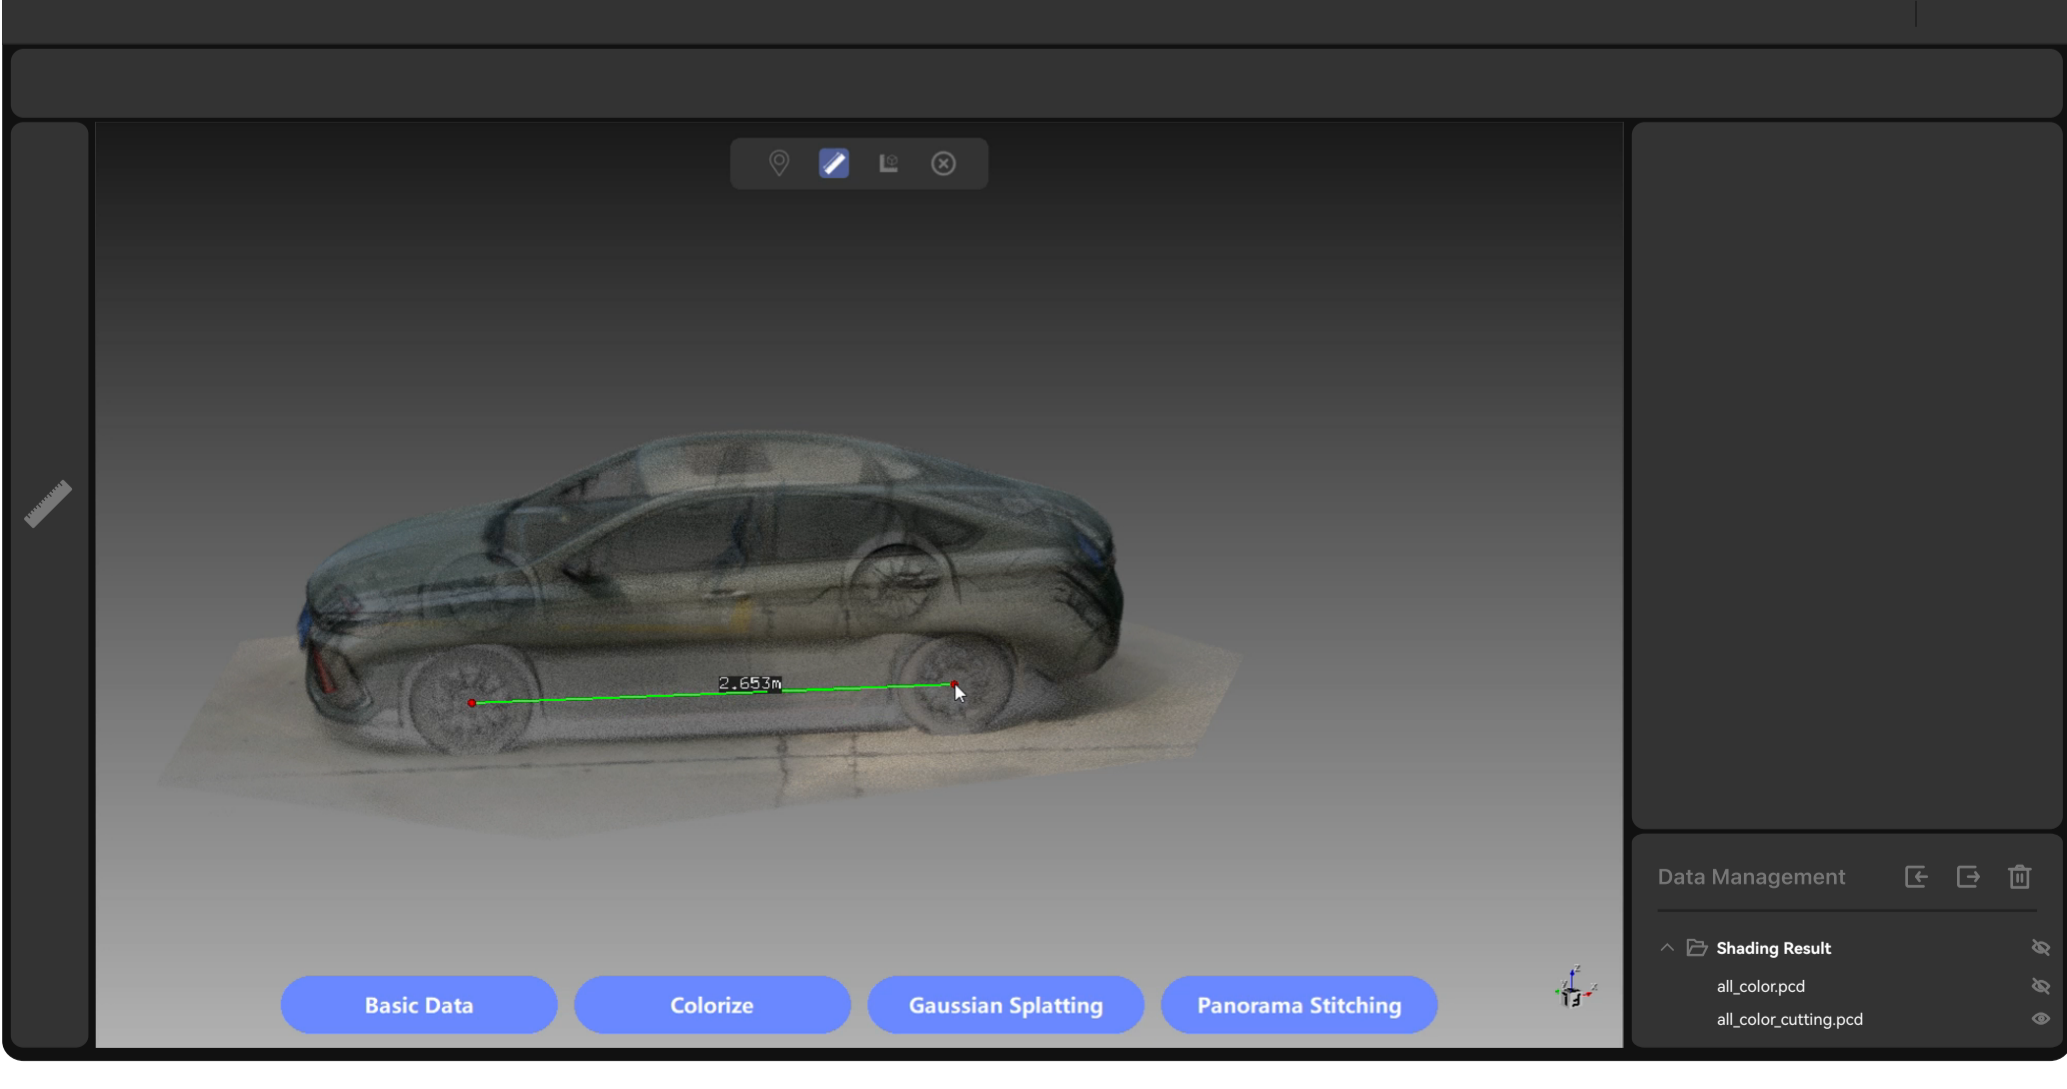 2.653m
Basic Data
Colorize
Gaussian Splatting
Panorama Stitching
Data Management
Shading Result
all_color.pcd
all_color_cutting.pcd